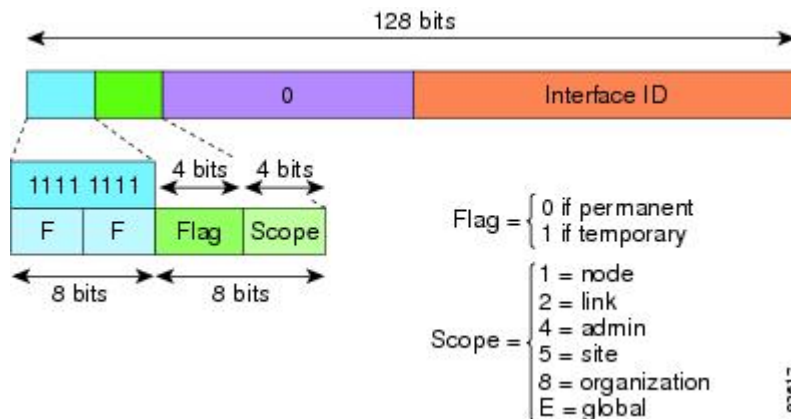 128 bits
0 Interface ID
4 bits 4 bits
1111 1111
F F Flag Scope
8 bits 8 bits
Flag = 0 if permanent
1 if temporary
Scope = 1 = node
2 = link
4 = admin
5 = site
8 = organization
E = global